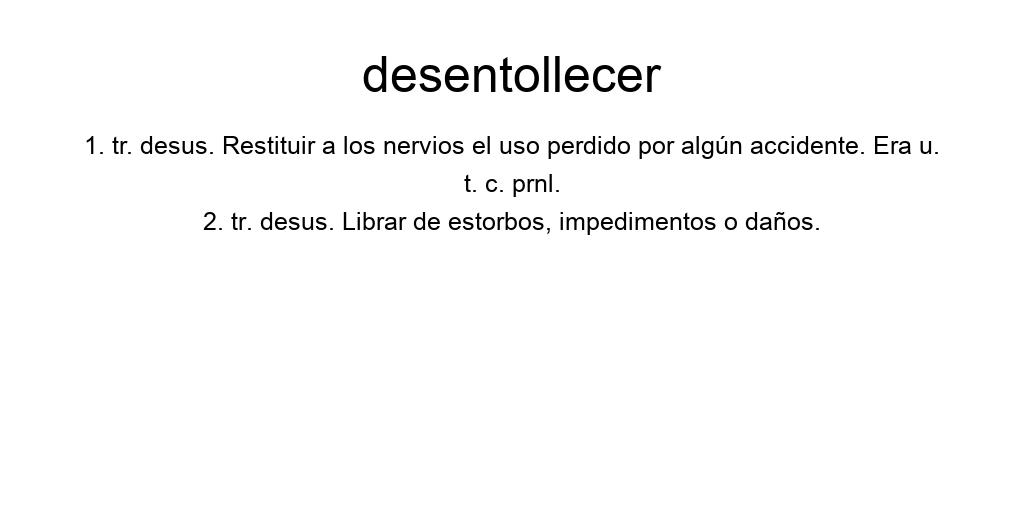 desentollecer
1. tr. desus. Restituir a los nervios el uso perdido por algún accidente. Era u.
t. c. prnl.
2. tr. desus. Librar de estorbos, impedimentos o daños.